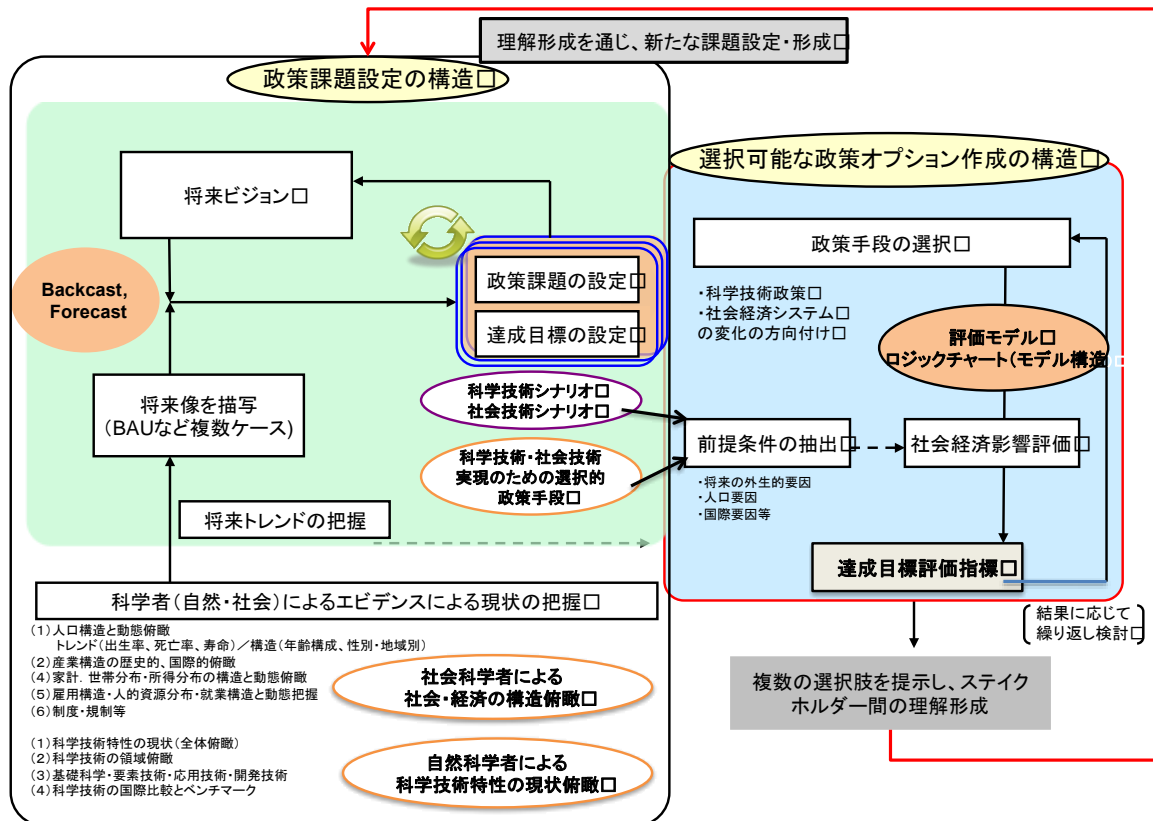 理解形成を通じ、新たな課題設定・形成□
政策課題設定の構造□
将来ビジョン□
Backcast,
Forecast
政策課題の設定□
達成目標の設定□
将来像を描写
(BAUなど複数ケース)
科学技術シナリオ□
社会技術シナリオ□
科学技術・社会技術
実現のための選択的
政策手段□
将来トレンドの把握
科学者(自然・社会)によるエビデンスによる現状の把握□
(1)人口構造と動態俯瞰
トレンド(出生率、死亡率、寿命)／構造(年齢構成、性別・地域別)
(2)産業構造の歴史的、国際的俯瞰
(4)家計．世帯分布・所得分布の構造と動態俯瞰
(5)雇用構造・人的資源分布・就業構造と動態把握
(6)制度・規制等
社会科学者による
社会・経済の構造俯瞰□
(1)科学技術特性の現状(全体俯瞰)
(2)科学技術の領域俯瞰
(3)基礎科学・要素技術・応用技術・開発技術
(4)科学技術の国際比較とベンチマーク
自然科学者による
科学技術特性の現状俯瞰□
選択可能な政策オプション作成の構造□
政策手段の選択□
・科学技術政策□
・社会経済システム□
の変化の方向付け□
評価モデル□
ロジックチャート(モデル構造)□
前提条件の抽出□
社会経済影響評価□
・将来の外生的要因
・人口要因
・国際要因等
達成目標評価指標□
結果に応じて
繰り返し検討□
複数の選択肢を提示し、ステイク
ホルダー間の理解形成